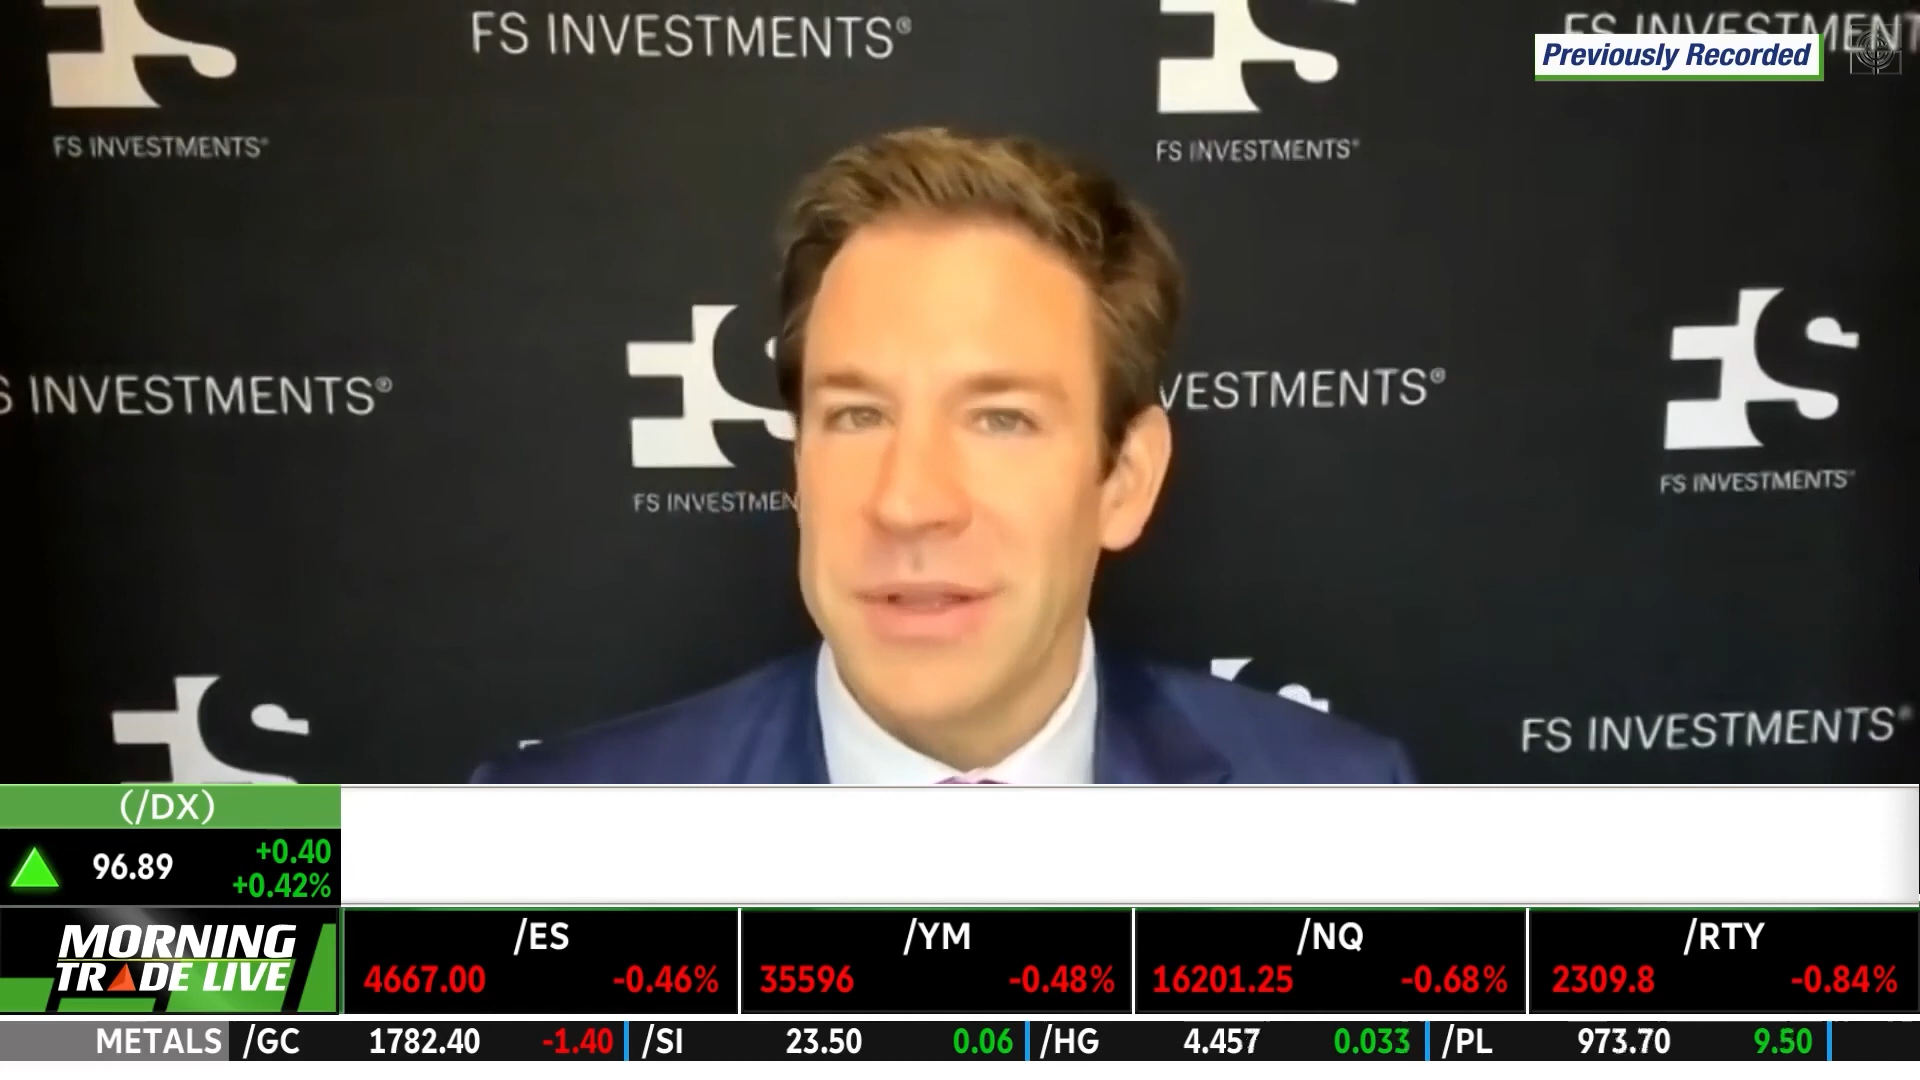 FS INVESTMENTS®
FS INVESTMENT
Previously Recorded
FS INVESTMENTS®
FS INVESTMENTS®
S INVESTMENTS®
VESTMENTS®
FS INVESTMEN
FS INVESTMENTS®
FS INVESTMENTS®
(/DX)
96.89
+0.40
+0.42%
MORNING
TRADE LIVE
/ES
4667.00 -0.46%
/YM
35596 -0.48%
/NQ
16201.25 -0.68%
/RTY
2309.8 -0.84%
METALS /GC 1782.40 -1.40 /SI 23.50 0.06 /HG 4.457 0.033 /PL 973.70 9.50